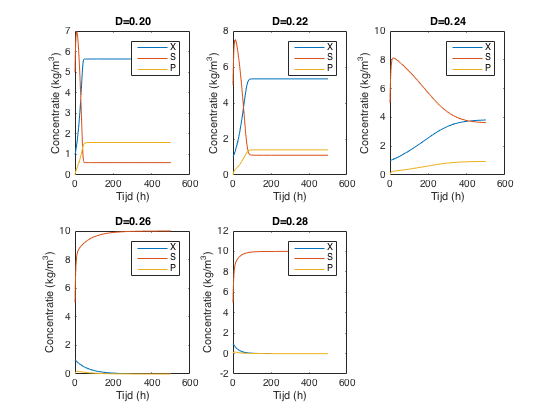 D=0.20
Concentratie (kg/m³)
7
6
5
4
3
2
1
0
0 200 400 600
Tijd (h)
X
S
P
D=0.22
Concentratie (kg/m³)
8
6
4
2
0
0 200 400 600
Tijd (h)
X
S
P
D=0.24
Concentratie (kg/m³)
10
8
6
4
2
0
0 200 400 600
Tijd (h)
X
S
P
D=0.26
Concentratie (kg/m³)
10
8
6
4
2
0
0 200 400 600
Tijd (h)
X
S
P
D=0.28
Concentratie (kg/m³)
12
10
8
6
4
2
0
-2
0 200 400 600
Tijd (h)
X
S
P